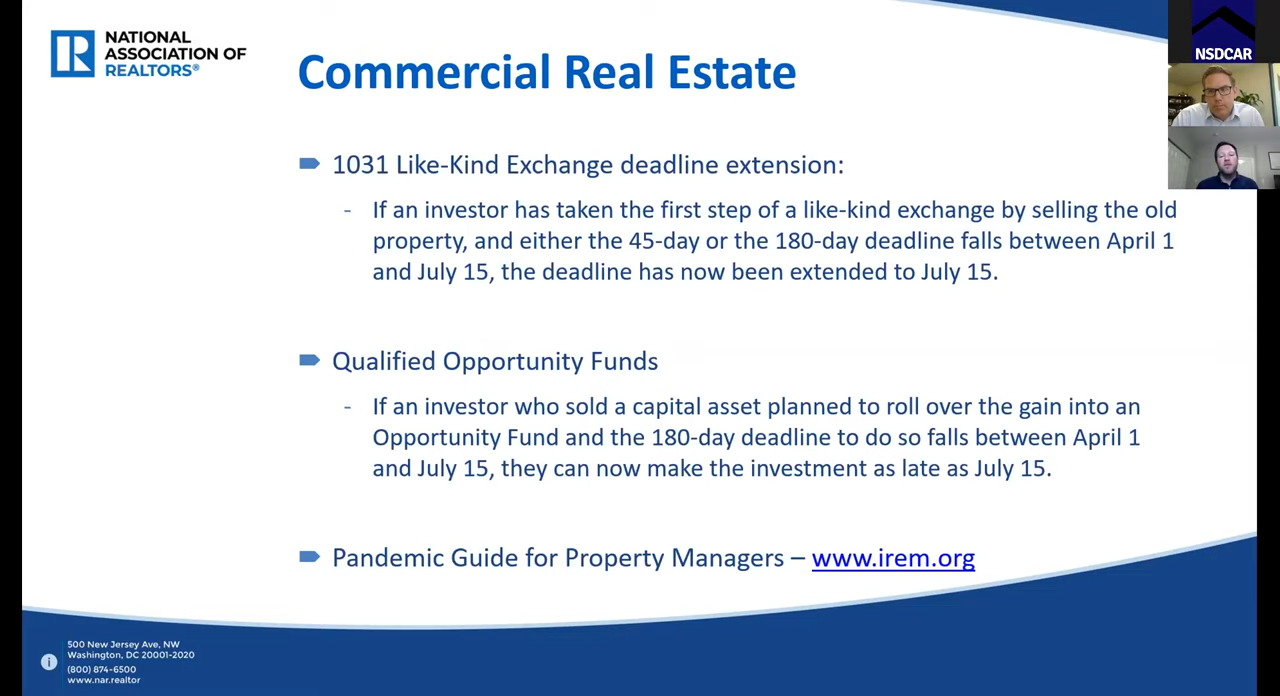 NATIONAL
ASSOCIATION OF
REALTORS®
Commercial Real Estate
NSDCAR
1031 Like-Kind Exchange deadline extension:
- If an investor has taken the first step of a like-kind exchange by selling the old
property, and either the 45-day or the 180-day deadline falls between April 1
and July 15, the deadline has now been extended to July 15.
Qualified Opportunity Funds
- If an investor who sold a capital asset planned to roll over the gain into an
Opportunity Fund and the 180-day deadline to do so falls between April 1
and July 15, they can now make the investment as late as July 15.
Pandemic Guide for Property Managers – www.irem.org
500 New Jersey Ave, NW
Washington, DC 20001-2020
(800) 874-6500
www.nar.realtor